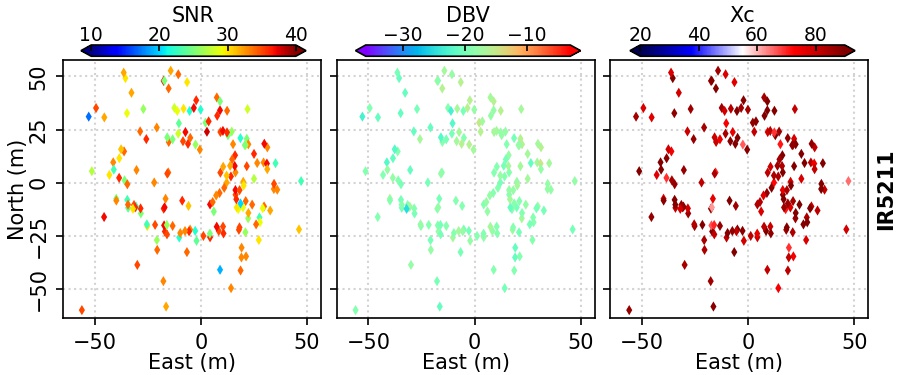 SNR DBV Xc
10 20 30 40 −30 −20 −10 20 40 60 80
50
25
0
−25
−50
North (m)
−50 0 50 −50 0 50 −50 0 50
East (m) East (m) East (m)
IR5211